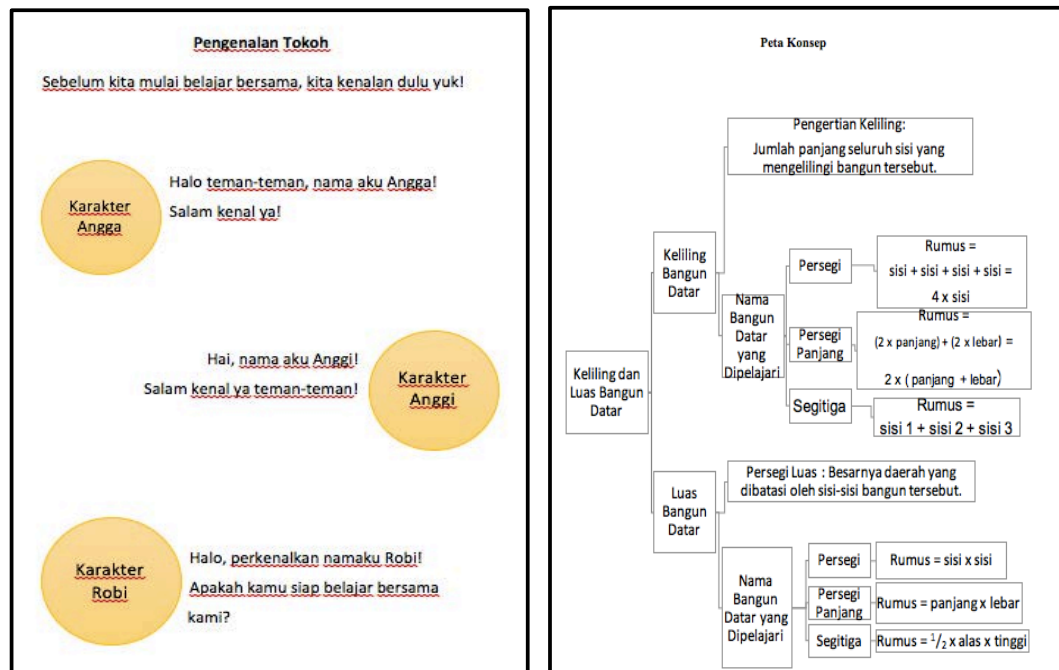 Pengenalan Tokoh
Sebelum kita mulai belajar bersama, kita kenalan dulu yuk!
Karakter
Angga
Halo teman-teman, nama aku Angga!
Salam kenal ya!
Hai, nama aku Anggi!
Salam kenal ya teman-teman!
Karakter
Anggi
Karakter
Robi
Halo, perkenalkan namaku Robi!
Apakah kamu siap belajar bersama
kami?
Peta Konsep
Keliling dan
Luas Bangun
Datar
Keliling
Bangun
Datar
Pengertian Keliling:
Jumlah panjang seluruh sisi yang
mengelilingi bangun tersebut.
Nama
Bangun
Datar
yang
Dipelajari
Persegi
Rumus =
sisi + sisi + sisi + sisi =
4 x sisi
Persegi
Panjang
Rumus =
(2 x panjang) + (2 x lebar) =
2 x ( panjang + lebar)
Segitiga
Rumus =
sisi 1 + sisi 2 + sisi 3
Luas
Bangun
Datar
Persegi Luas : Besarnya daerah yang
dibatasi oleh sisi-sisi bangun tersebut.
Nama
Bangun
Datar yang
Dipelajari
Persegi
Rumus = sisi x sisi
Persegi
Panjang
Rumus = panjang x lebar
Segitiga
Rumus = ¹/₂ x alas x tinggi